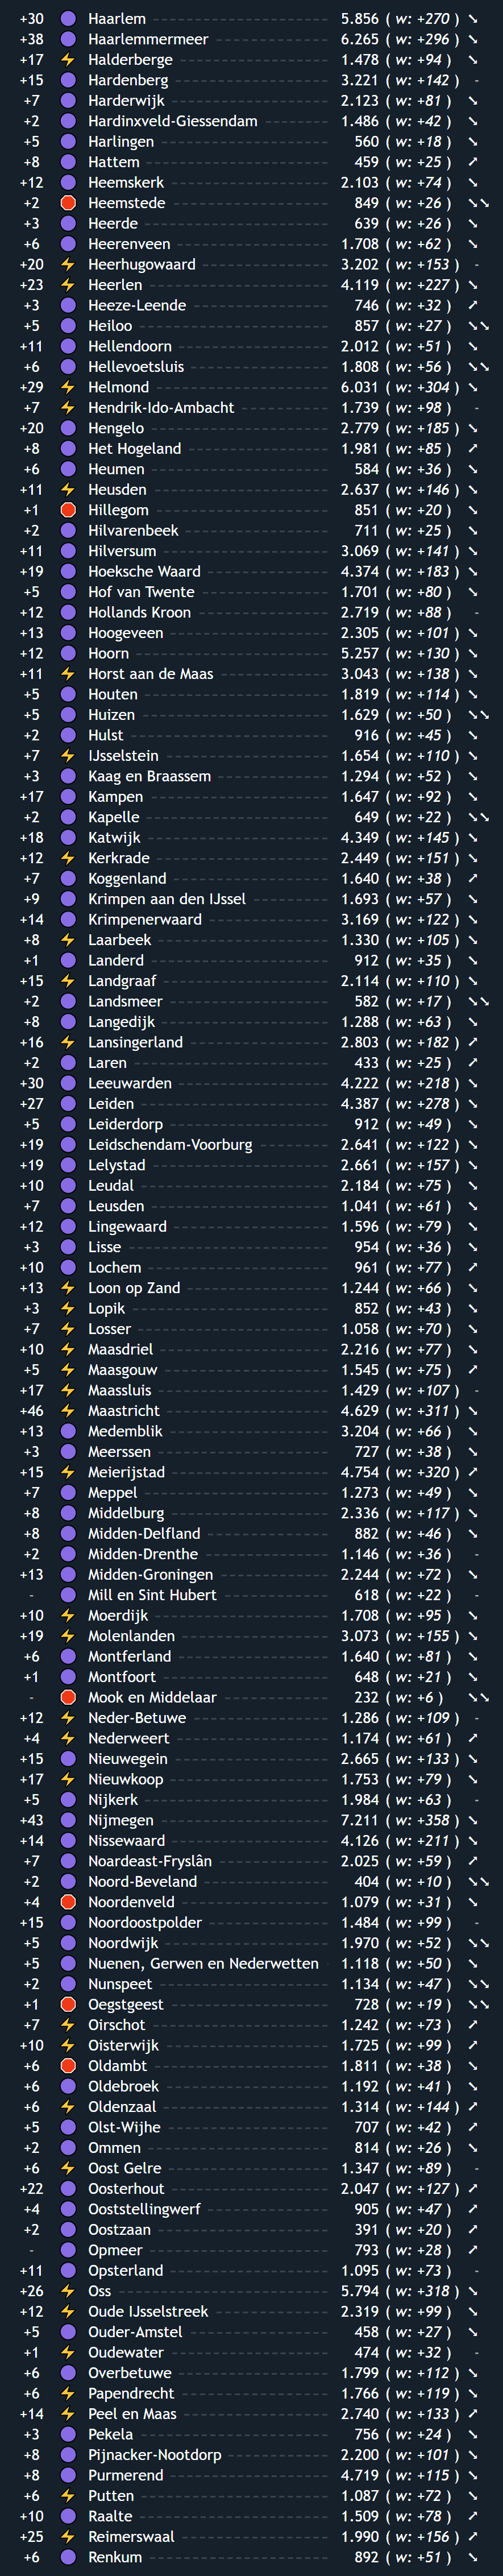 +30 Haarlem 5.856 ( w: +270 ) ↘
+38 Haarlemmermeer 6.265 ( w: +296 ) ↘
+17 Halderberge 1.478 ( w: +94 ) ↘
+15 Hardenberg 3.221 ( w: +142 ) -
+7 Harderwijk 2.123 ( w: +81 ) ↘
+2 Hardinxveld-Giessendam 1.486 ( w: +42 ) ↘
+5 Harlingen 560 ( w: +18 ) ↘
+8 Hattem 459 ( w: +25 ) ↗
+12 Heemskerk 2.103 ( w: +74 ) ↘
+2 Heemstede 849 ( w: +26 ) ↘↘
+3 Heerde 639 ( w: +26 ) ↘
+6 Heerenveen 1.708 ( w: +62 ) ↘
+20 Heerhugowaard 3.202 ( w: +153 ) -
+23 Heerlen 4.119 ( w: +227 ) ↘
+3 Heeze-Leende 746 ( w: +32 ) ↗
+5 Heiloo 857 ( w: +27 ) ↘↘
+11 Hellendoorn 2.012 ( w: +51 ) ↘
+6 Hellevoetsluis 1.808 ( w: +56 ) ↘↘
+29 Helmond 6.031 ( w: +304 ) ↘
+7 Hendrik-Ido-Ambacht 1.739 ( w: +98 ) -
+20 Hengelo 2.779 ( w: +185 ) ↘
+8 Het Hogeland 1.981 ( w: +85 ) ↗
+6 Heumen 584 ( w: +36 ) ↘
+11 Heusden 2.637 ( w: +146 ) ↘
+1 Hillegom 851 ( w: +20 ) ↘
+2 Hilvarenbeek 711 ( w: +25 ) ↘
+11 Hilversum 3.069 ( w: +141 ) ↘
+19 Hoeksche Waard 4.374 ( w: +183 ) ↘
+5 Hof van Twente 1.701 ( w: +80 ) ↘
+12 Hollands Kroon 2.719 ( w: +88 ) -
+13 Hoogeveen 2.305 ( w: +101 ) ↘
+12 Hoorn 5.257 ( w: +130 ) ↘
+11 Horst aan de Maas 3.043 ( w: +138 ) ↘
+5 Houten 1.819 ( w: +114 ) ↘
+5 Huizen 1.629 ( w: +50 ) ↘↘
+2 Hulst 916 ( w: +45 ) ↘
+7 IJsselstein 1.654 ( w: +110 ) ↘
+3 Kaag en Braassem 1.294 ( w: +52 ) ↘
+17 Kampen 1.647 ( w: +92 ) ↘
+2 Kapelle 649 ( w: +22 ) ↘↘
+18 Katwijk 4.349 ( w: +145 ) ↘
+12 Kerkrade 2.449 ( w: +151 ) ↘
+7 Koggenland 1.640 ( w: +38 ) ↗
+9 Krimpen aan den IJssel 1.693 ( w: +57 ) ↘
+14 Krimpenerwaard 3.169 ( w: +122 ) ↘
+8 Laarbeek 1.330 ( w: +105 ) ↘
+1 Landerd 912 ( w: +35 ) ↘
+15 Landgraaf 2.114 ( w: +110 ) ↘
+2 Landsmeer 582 ( w: +17 ) ↘↘
+8 Langedijk 1.288 ( w: +63 ) ↘
+16 Lansingerland 2.803 ( w: +182 ) ↗
+2 Laren 433 ( w: +25 ) ↗
+30 Leeuwarden 4.222 ( w: +218 ) ↘
+27 Leiden 4.387 ( w: +278 ) ↘
+5 Leiderdorp 912 ( w: +49 ) ↘
+19 Leidschendam-Voorburg 2.641 ( w: +122 ) ↘
+19 Lelystad 2.661 ( w: +157 ) ↘
+10 Leudal 2.184 ( w: +75 ) ↘
+7 Leusden 1.041 ( w: +61 ) ↘
+12 Lingewaard 1.596 ( w: +79 ) ↘
+3 Lisse 954 ( w: +36 ) ↘
+10 Lochem 961 ( w: +77 ) ↗
+13 Loon op Zand 1.244 ( w: +66 ) ↘
+3 Lopik 852 ( w: +43 ) ↘
+7 Losser 1.058 ( w: +70 ) ↘
+10 Maasdriel 2.216 ( w: +77 ) ↘
+5 Maasgouw 1.545 ( w: +75 ) ↗
+17 Maassluis 1.429 ( w: +107 ) -
+46 Maastricht 4.629 ( w: +311 ) ↘
+13 Medemblik 3.204 ( w: +66 ) ↘
+3 Meerssen 727 ( w: +38 ) ↘
+15 Meierijstad 4.754 ( w: +320 ) ↗
+7 Meppel 1.273 ( w: +49 ) ↘
+8 Middelburg 2.336 ( w: +117 ) ↘
+8 Midden-Delfland 882 ( w: +46 ) ↘
+2 Midden-Drenthe 1.146 ( w: +36 ) -
+13 Midden-Groningen 2.244 ( w: +72 ) ↘
- Mill en Sint Hubert 618 ( w: +22 ) -
+10 Moerdijk 1.708 ( w: +95 ) ↘
+19 Molenlanden 3.073 ( w: +155 ) ↘
+6 Montferland 1.640 ( w: +81 ) ↘
+1 Montfoort 648 ( w: +21 ) ↘
- Mook en Middelaar 232 ( w: +6 ) ↘↘
+12 Neder-Betuwe 1.286 ( w: +109 ) -
+4 Nederweert 1.174 ( w: +61 ) ↗
+15 Nieuwegein 2.665 ( w: +133 ) ↘
+17 Nieuwkoop 1.753 ( w: +79 ) ↘
+5 Nijkerk 1.984 ( w: +63 ) -
+43 Nijmegen 7.211 ( w: +358 ) ↘
+14 Nissewaard 4.126 ( w: +211 ) ↘
+7 Noardeast-Fryslân 2.025 ( w: +59 ) ↗
+2 Noord-Beveland 404 ( w: +10 ) ↘↘
+4 Noordenveld 1.079 ( w: +31 ) ↘
+15 Noordoostpolder 1.484 ( w: +99 ) -
+5 Noordwijk 1.970 ( w: +52 ) ↘↘
+5 Nuenen, Gerwen en Nederwetten 1.118 ( w: +50 ) ↘
+2 Nunspeet 1.134 ( w: +47 ) ↘↘
+1 Oegstgeest 728 ( w: +19 ) ↘↘
+7 Oirschot 1.242 ( w: +73 ) ↗
+10 Oisterwijk 1.725 ( w: +99 ) ↗
+6 Oldambt 1.811 ( w: +38 ) ↘
+6 Oldebroek 1.192 ( w: +41 ) ↘
+6 Oldenzaal 1.314 ( w: +144 ) ↗
+5 Olst-Wijhe 707 ( w: +42 ) ↗
+2 Ommen 814 ( w: +26 ) ↘
+6 Oost Gelre 1.347 ( w: +89 ) -
+22 Oosterhout 2.047 ( w: +127 ) ↗
+4 Ooststellingwerf 905 ( w: +47 ) ↗
+2 Oostzaan 391 ( w: +20 ) ↗
- Opmeer 793 ( w: +28 ) ↗
+11 Opsterland 1.095 ( w: +73 ) -
+26 Oss 5.794 ( w: +318 ) ↘
+12 Oude IJsselstreek 2.319 ( w: +99 ) ↘
+5 Ouder-Amstel 458 ( w: +27 ) ↘
+1 Oudewater 474 ( w: +32 ) -
+6 Overbetuwe 1.799 ( w: +112 ) ↘
+6 Papendrecht 1.766 ( w: +119 ) ↘
+14 Peel en Maas 2.740 ( w: +133 ) ↗
+3 Pekela 756 ( w: +24 ) ↘
+8 Pijnacker-Nootdorp 2.200 ( w: +101 ) ↘
+8 Purmerend 4.719 ( w: +115 ) ↘
+6 Putten 1.087 ( w: +72 ) ↘
+10 Raalte 1.509 ( w: +78 ) ↗
+25 Reimerswaal 1.990 ( w: +156 ) ↗
+6 Renkum 892 ( w: +51 ) ↘